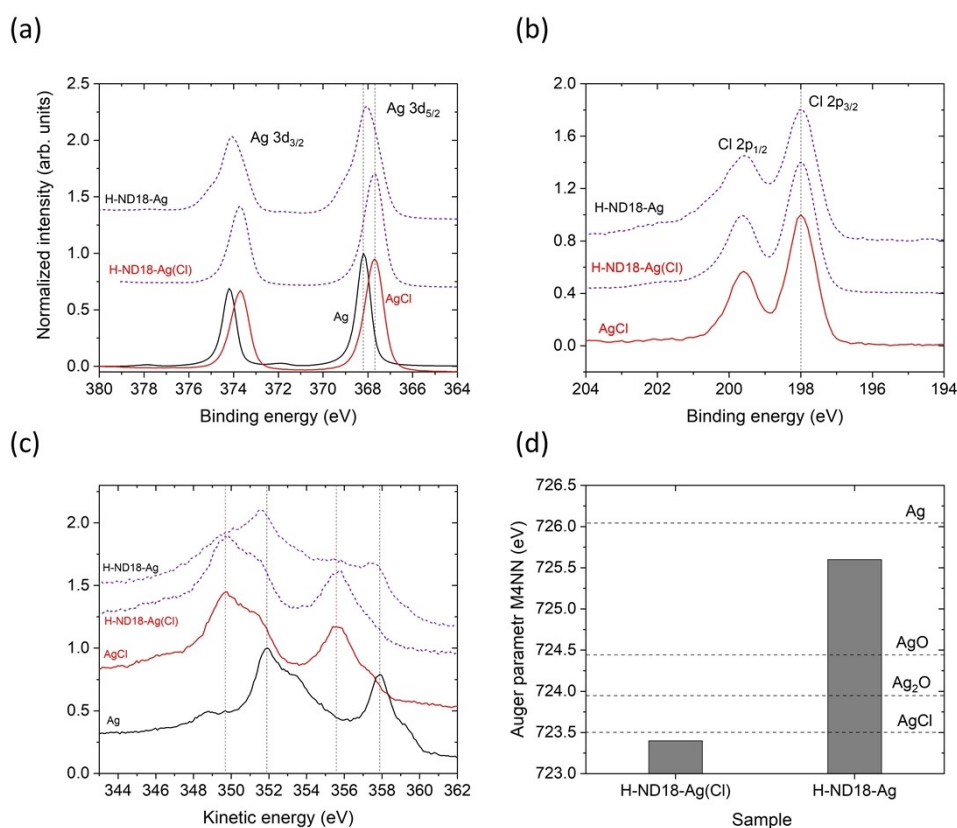 (a)
Normalized intensity (arb. units)
2.5
2.0
1.5
1.0
0.5
0.0
Ag 3d3/2
Ag 3d5/2
H-ND18-Ag
H-ND18-Ag(Cl)
Ag
AgCl
380 378 376 374 372 370 368 366 364
Binding energy (eV)
(b)
2.0
1.6
1.2
0.8
0.4
0.0
Cl 2p1/2
Cl 2p3/2
H-ND18-Ag
H-ND18-Ag(Cl)
AgCl
204 202 200 198 196 194
Binding energy (eV)
(c)
2.0
1.5
1.0
0.5
0.0
H-ND18-Ag
H-ND18-Ag(Cl)
AgCl
Ag
344 346 348 350 352 354 356 358 360 362
Kinetic energy (eV)
(d)
Auger parametr M4NN (eV)
726.5
726.0
725.5
725.0
724.5
724.0
723.5
723.0
Ag
AgO
Ag2O
AgCl
H-ND18-Ag(Cl) H-ND18-Ag
Sample